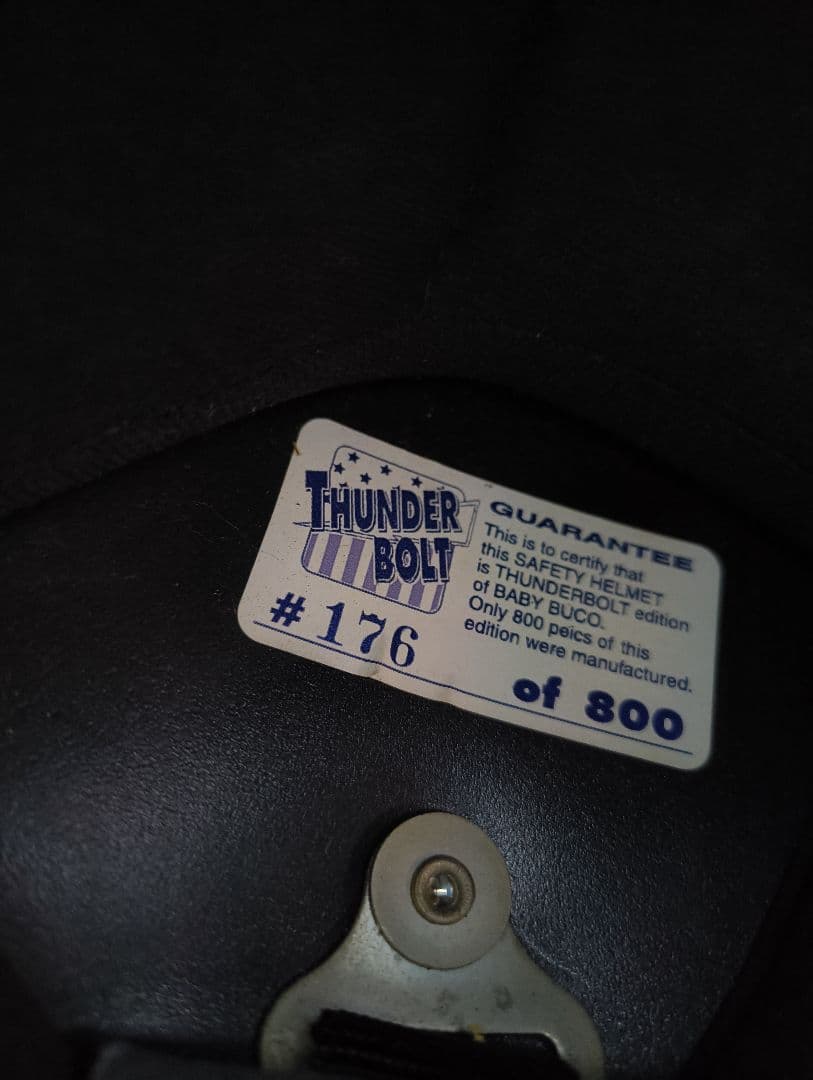 THUNDER
BOLT
# 176
GUARANTEE
This is to certify that
this SAFETY HELMET
is THUNDERBOLT edition
of BABY BUCO.
Only 800 peics of this
edition were manufactured.
of 800